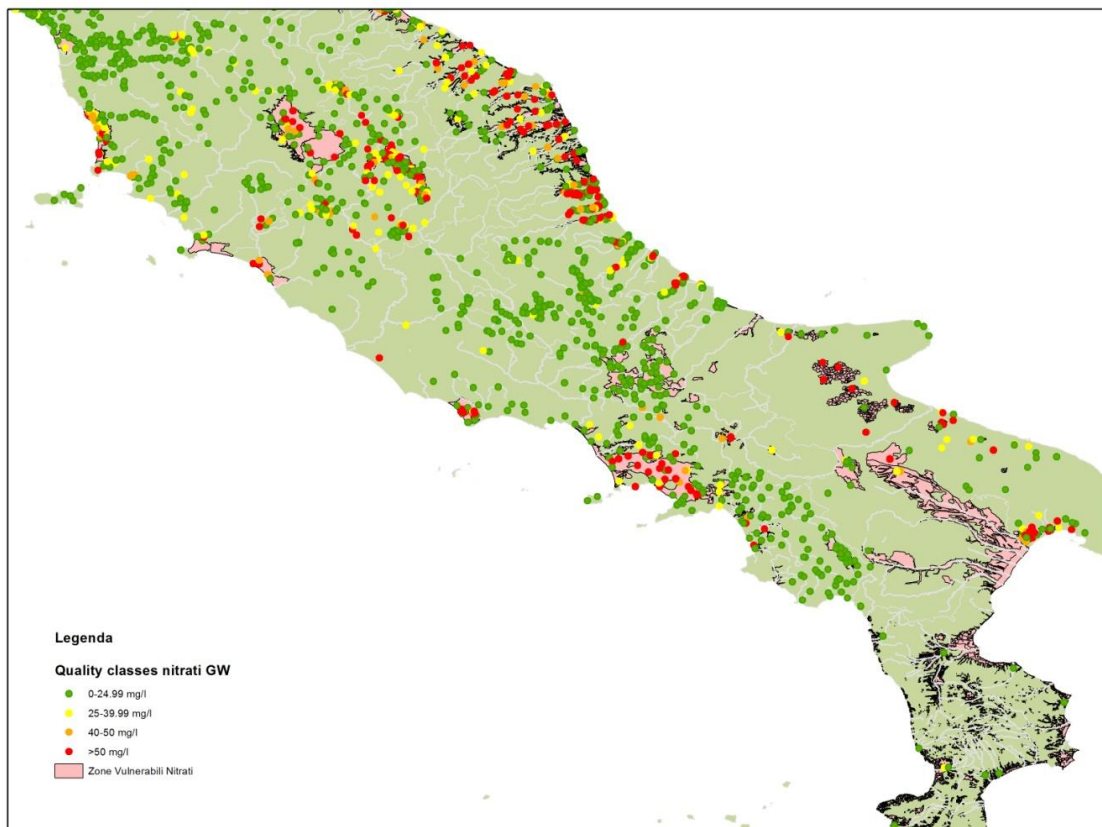 Legenda
Quality classes nitrati GW
0-24.99 mg/l
25-39.99 mg/l
40-50 mg/l
>50 mg/l
Zone Vulnerabili Nitrati